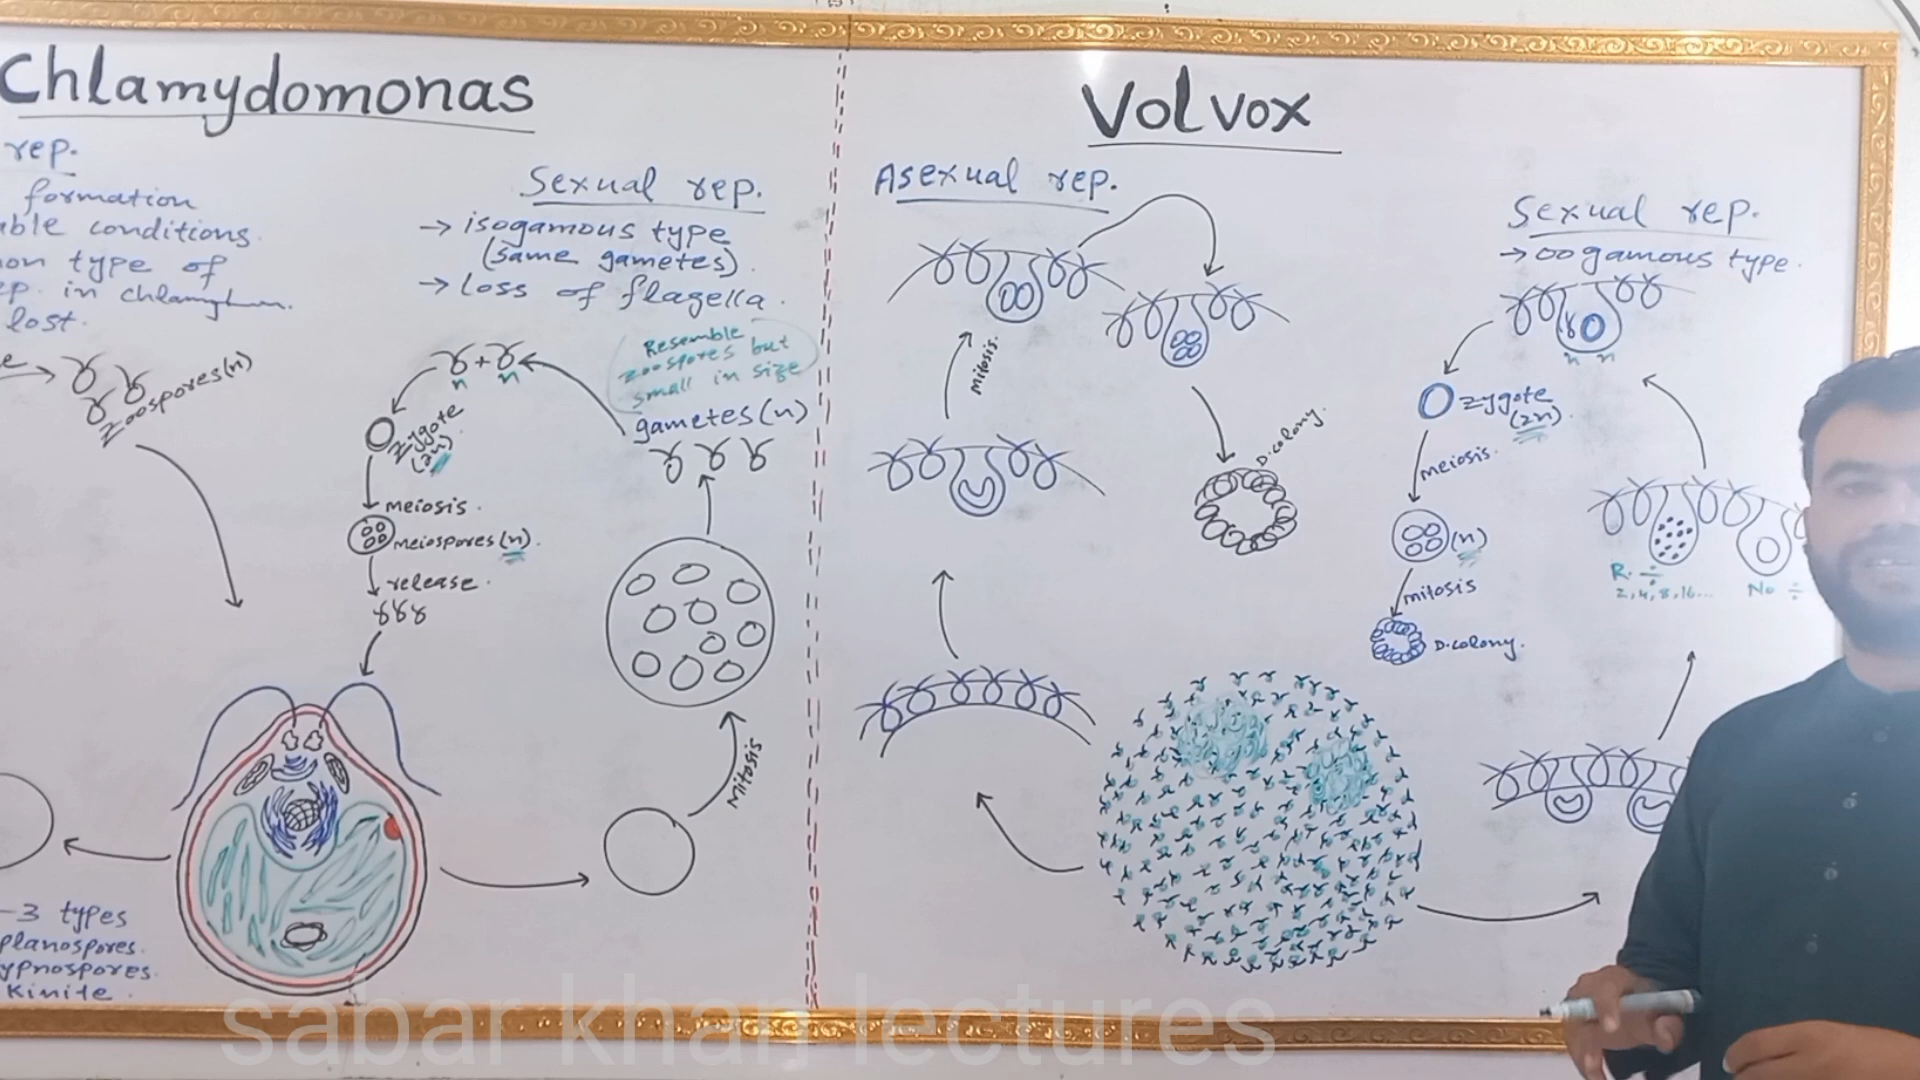 Chlamydomonas
rep.
formation
able conditions.
on type of
ep. in chlamy
lost.
zoospores(n)
3 types
planospores.
ypnospores.
Kinite.
Sexual rep.
→ isogamous type
(same gametes).
→ Loss of flagella.
Resemble
zoospores but
small in size
gametes(n)
+
n n
zygote
(2n)
meiosis.
meiospores(n).
release.
Mitosis
Volvox
Asexual rep.
mitosis.
D.colony.
Sexual rep.
→ oogamous type.
n n
zygote
(2n).
meiosis.
(n)
mitosis
D.colony.
R. ÷
2,4,8,16...
No ÷
sabar khan lectures